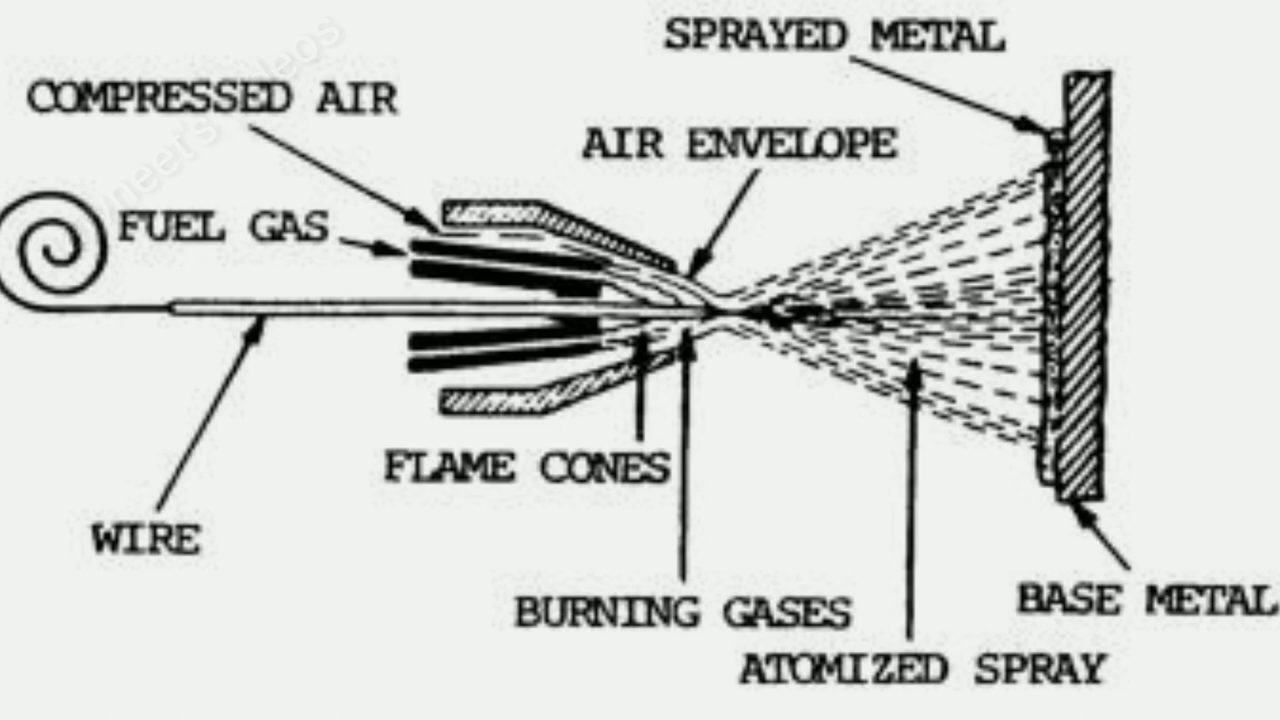 SPRAYED METAL
COMPRESSED AIR
AIR ENVELOPE
FUEL GAS
FLAME CONES
WIRE
BURNING GASES
BASE METAL
ATOMIZED SPRAY